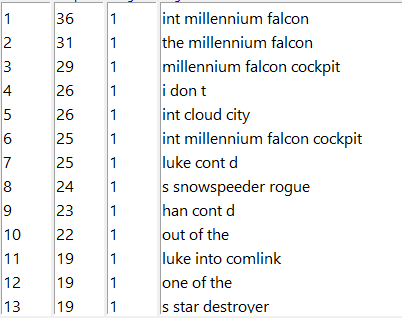 1 36 1 int millennium falcon
2 31 1 the millennium falcon
3 29 1 millennium falcon cockpit
4 26 1 i don t
5 26 1 int cloud city
6 25 1 int millennium falcon cockpit
7 25 1 luke cont d
8 24 1 s snowspeeder rogue
9 23 1 han cont d
10 22 1 out of the
11 19 1 luke into comlink
12 19 1 one of the
13 19 1 s star destroyer